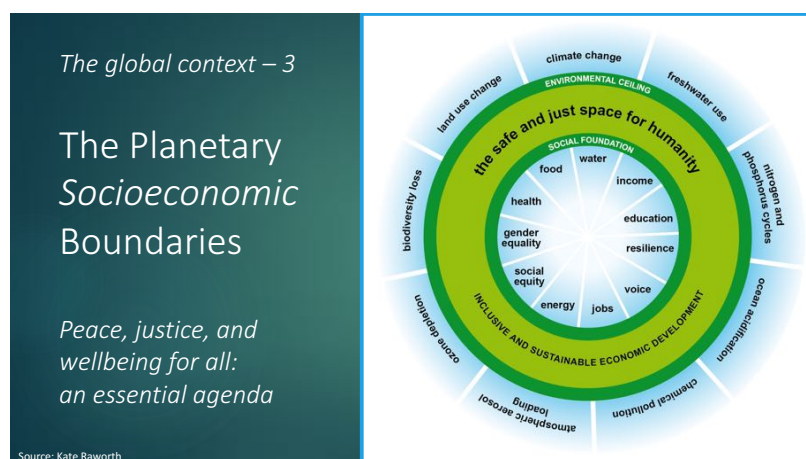 The global context – 3
The Planetary
Socioeconomic
Boundaries
Peace, justice, and
wellbeing for all:
an essential agenda
Source: Kate Raworth
climate change
freshwater use
nitrogen and
phosphorus cycles
ocean acidification
chemical pollution
atmospheric aerosol
loading
ozone depletion
biodiversity loss
land use change
ENVIRONMENTAL CEILING
the safe and just space for humanity
SOCIAL FOUNDATION
water
income
education
resilience
voice
jobs
energy
social
equity
gender
equality
health
food
INCLUSIVE AND SUSTAINABLE ECONOMIC DEVELOPMENT